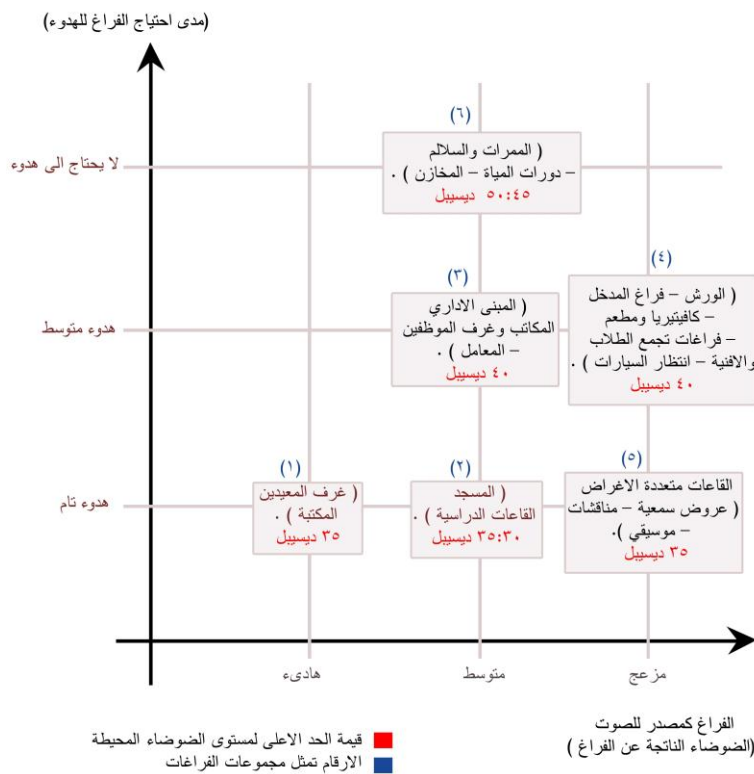 (مدى احتياج الفراغ للهدوء)
(٦)
لا يحتاج الى هدوء
( الممرات والسلالم
– دورات المياة – المخازن ) .
٥٠:٤٥ ديسيبل
(٣)
هدوء متوسط
( المبنى الاداري
المكاتب وغرف الموظفين
– المعامل ) .
٤٠ ديسيبل
(٤)
( الورش – فراغ المدخل
– كافيتيريا ومطعم
– فراغات تجمع الطلاب
والافنية – انتظار السيارات ) .
٤٠ ديسيبل
هدوء تام
(١)
( غرف المعيدين
المكتبة ) .
٣٥ ديسيبل
(٢)
( المسجد
القاعات الدراسية ) .
٣٥:٣٠ ديسيبل
(٥)
القاعات متعددة الاغراض
( عروض سمعية – مناقشات
– موسيقي ).
٣٥ ديسيبل
هادىء
متوسط
مزعج
الفراغ كمصدر للصوت
(الضوضاء الناتجة عن الفراغ )
قيمة الحد الاعلى لمستوى الضوضاء المحيطة
الارقام تمثل مجموعات الفراغات